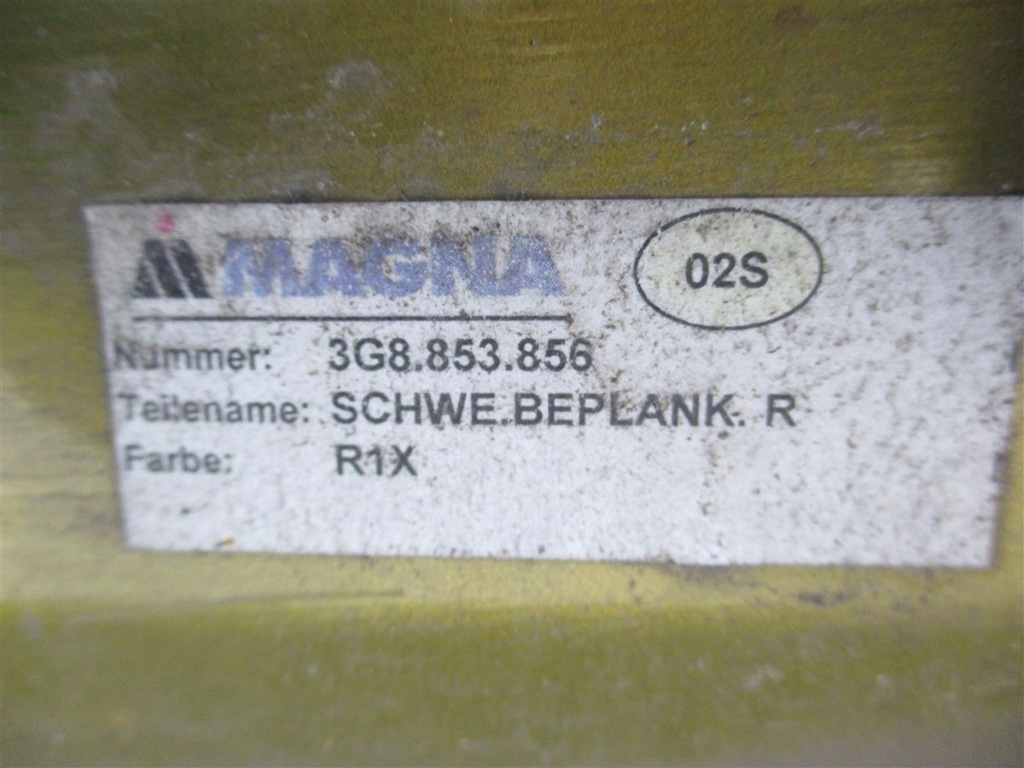 MAGNA
02S
Nummer: 3G8.853.856
Teilename: SCHWE.BEPLANK. R
Farbe: R1X